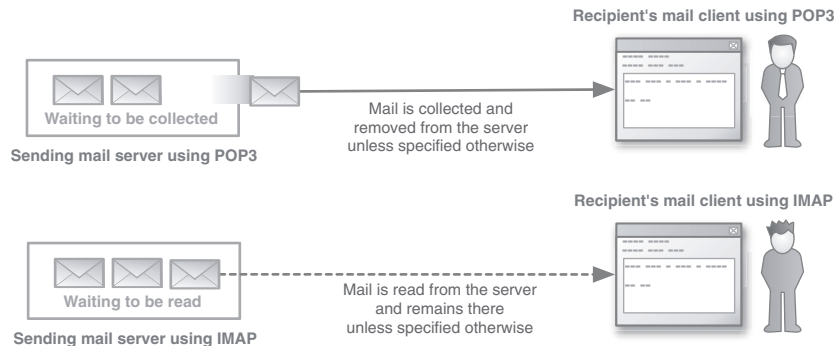 Recipient's mail client using POP3
Waiting to be collected
Mail is collected and
removed from the server
unless specified otherwise
Sending mail server using POP3
Recipient's mail client using IMAP
Waiting to be read
Mail is read from the server
and remains there
unless specified otherwise
Sending mail server using IMAP